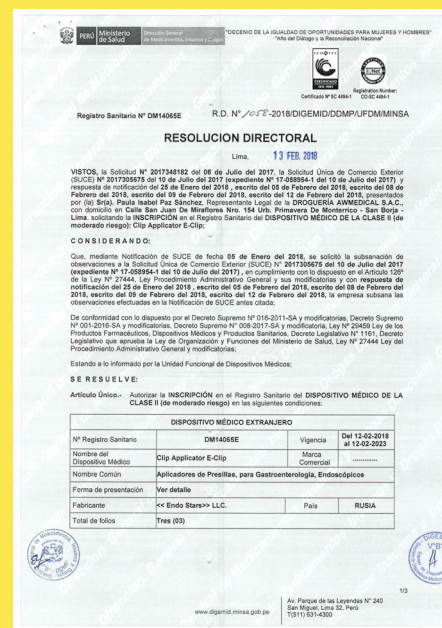 PERÚ Ministerio de Salud
Dirección General de Medicamentos, Insumos y Drogas
"DECENIO DE LA IGUALDAD DE OPORTUNIDADES PARA MUJERES Y HOMBRES"
"Año del Diálogo y la Reconciliación Nacional"
Certificado Nº SC 4494-1
Registration Number:
CO-SC 4494-1
Registro Sanitario Nº DM14065E
R.D. Nº 1058-2018/DIGEMID/DDMP/UFDM/MINSA
RESOLUCION DIRECTORAL
Lima, 13 FEB. 2018
VISTOS, la Solicitud Nº 2017348182 del 06 de Julio del 2017, la Solicitud Única de Comercio Exterior
(SUCE) Nº 2017305675 del 10 de Julio del 2017 (expediente Nº 17-058954-1 del 10 de Julio del 2017) y
respuesta de notificación del 25 de Enero del 2018 , escrito del 05 de Febrero del 2018, escrito del 08 de
Febrero del 2018, escrito del 09 de Febrero del 2018, escrito del 12 de Febrero del 2018, presentados
por (la) Sr(a). Paula Isabel Paz Sánchez, Representante Legal de la DROGUERÍA AWMEDICAL S.A.C.,
con domicilio en Calle San Juan De Miraflores Nro. 154 Urb. Primavera De Monterrico - San Borja -
Lima, solicitando la INSCRIPCIÓN en el Registro Sanitario del DISPOSITIVO MÉDICO DE LA CLASE II (de
moderado riesgo): Clip Applicator E-Clip;
CONSIDERANDO:
Que, mediante Notificación de SUCE de fecha 05 de Enero del 2018, se solicitó la subsanación de
observaciones a la Solicitud Única de Comercio Exterior (SUCE) Nº 2017305675 del 10 de Julio del 2017
(expediente Nº 17-058954-1 del 10 de Julio del 2017) , en cumplimiento con lo dispuesto en el Artículo 126º
de la Ley Nº 27444, Ley Procedimiento Administrativo General y sus modificatorias y con respuesta de
notificación del 25 de Enero del 2018 , escrito del 05 de Febrero del 2018, escrito del 08 de Febrero del
2018, escrito del 09 de Febrero del 2018, escrito del 12 de Febrero del 2018, la empresa subsana las
observaciones efectuadas en la Notificación de SUCE antes citada;
De conformidad con lo dispuesto por el Decreto Supremo Nº 016-2011-SA y modificatorias, Decreto Supremo
Nº 001-2016-SA y modificatorias, Decreto Supremo Nº 008-2017-SA y modificatoria, Ley Nº 29459 Ley de los
Productos Farmacéuticos, Dispositivos Médicos y Productos Sanitarios, Decreto Legislativo Nº 1161, Decreto
Legislativo que aprueba la Ley de Organización y Funciones del Ministerio de Salud, Ley Nº 27444 Ley del
Procedimiento Administrativo General y modificatorias;
Estando a lo informado por la Unidad Funcional de Dispositivos Médicos;
SE RESUELVE:
Artículo Único.- Autorizar la INSCRIPCIÓN en el Registro Sanitario del DISPOSITIVO MÉDICO DE LA
CLASE II (de moderado riesgo) en las siguientes condiciones:
DISPOSITIVO MÉDICO EXTRANJERO
Nº Registro Sanitario DM14065E Vigencia Del 12-02-2018 al 12-02-2023
Nombre del Dispositivo Médico Clip Applicator E-Clip Marca Comercial ------------
Nombre Común Aplicadores de Presillas, para Gastroenterología, Endoscópicos
Forma de presentación Ver detalle
Fabricante << Endo Stars>> LLC. País RUSIA
Total de folios Tres (03)
1/3
www.digemid.minsa.gob.pe
Av. Parque de las Leyendas Nº 240
San Miguel, Lima 32, Perú
T(511) 631-4300